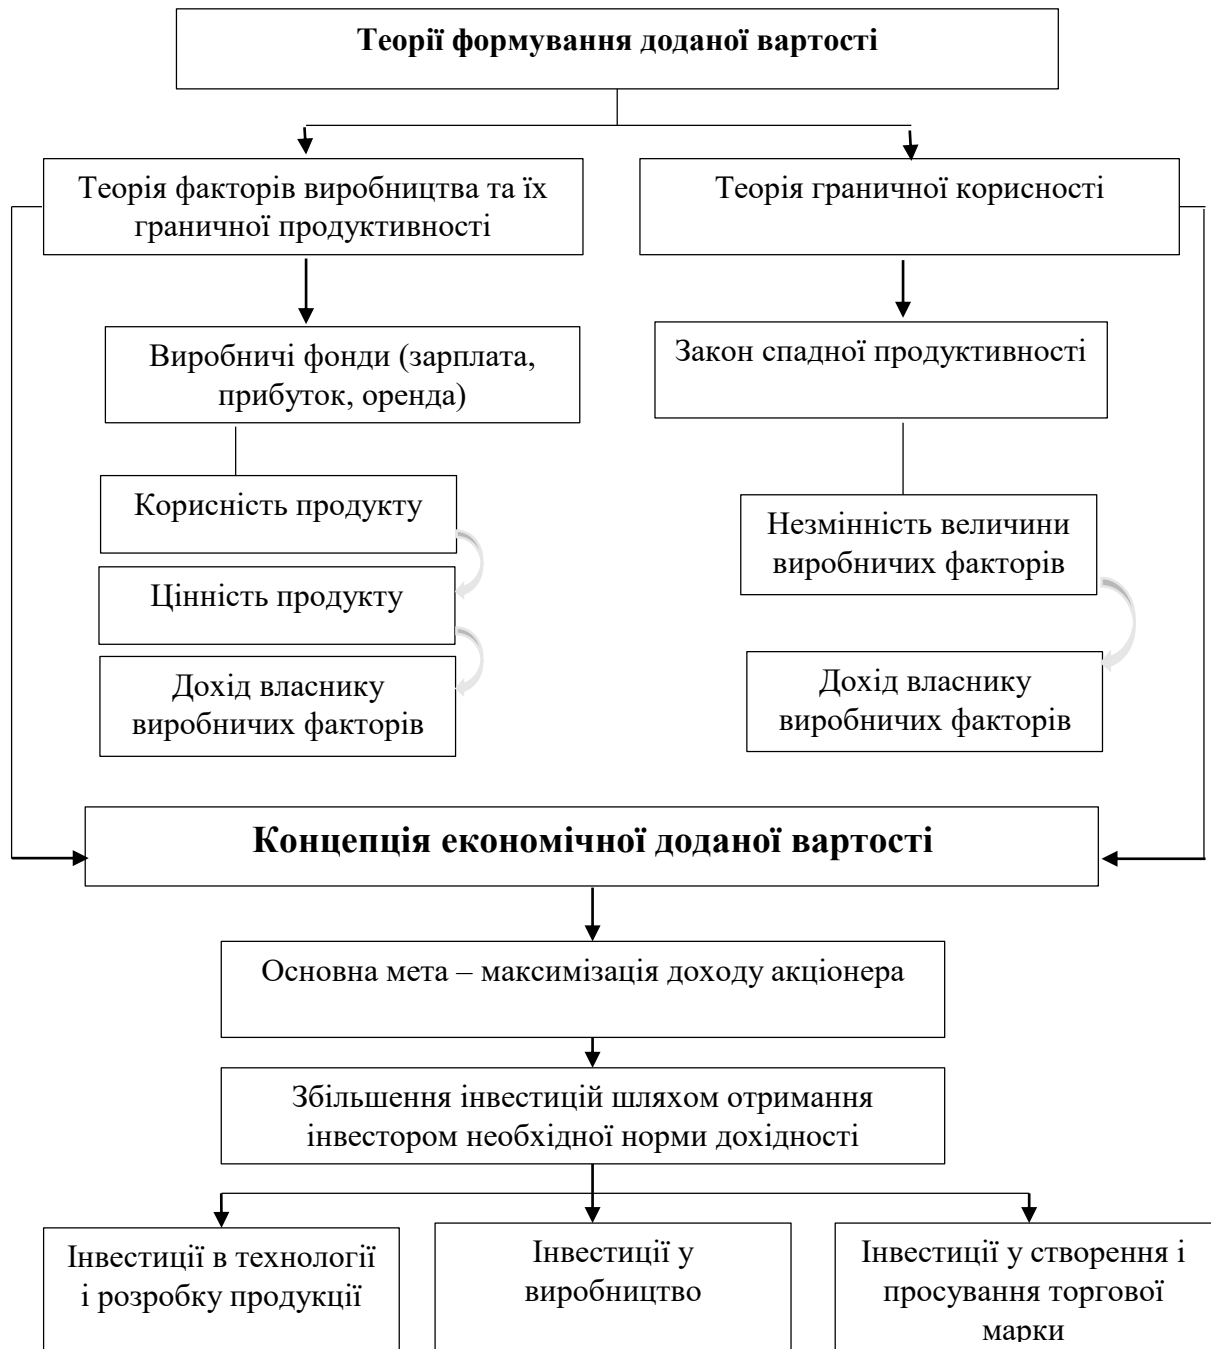 Теорії формування доданої вартості
Теорія факторів виробництва та їх
граничної продуктивності
Теорія граничної корисності
Виробничі фонди (зарплата,
прибуток, оренда)
Закон спадної продуктивності
Корисність продукту
Незмінність величини
виробничих факторів
Цінність продукту
Дохід власнику
виробничих факторів
Дохід власнику
виробничих факторів
Концепція економічної доданої вартості
Основна мета – максимізація доходу акціонера
Збільшення інвестицій шляхом отримання
інвестором необхідної норми дохідності
Інвестиції в технології
і розробку продукції
Інвестиції у
виробництво
Інвестиції у створення і
просування торгової
марки